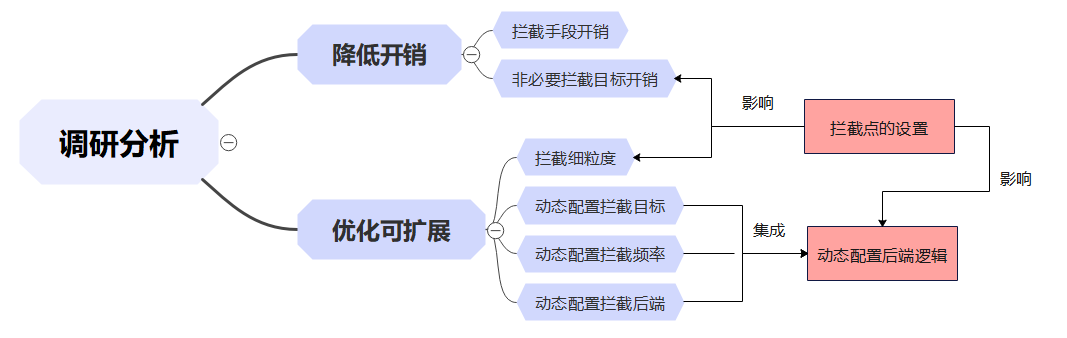 调研分析
降低开销
拦截手段开销
非必要拦截目标开销
优化可扩展
拦截细粒度
动态配置拦截目标
动态配置拦截频率
动态配置拦截后端
影响
拦截点的设置
影响
集成
动态配置后端逻辑